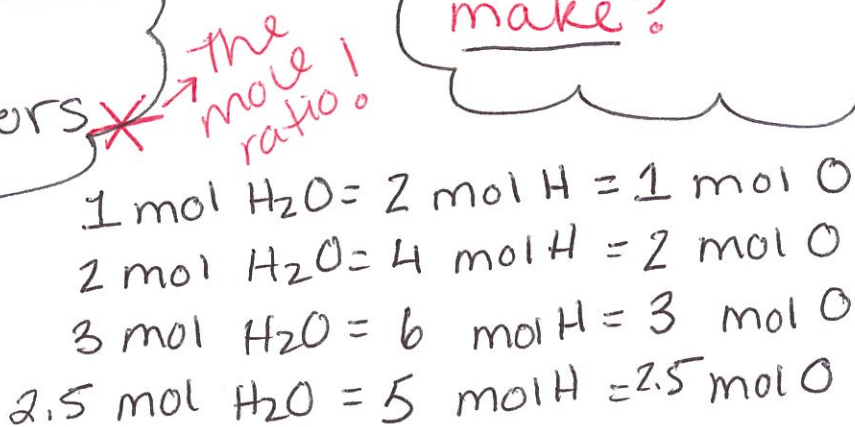 make?
the
mole
ratio!
ers
1 mol H₂O = 2 mol H = 1 mol O
2 mol H₂O = 4 mol H = 2 mol O
3 mol H₂O = 6 mol H = 3 mol O
2.5 mol H₂O = 5 mol H = 2.5 mol O